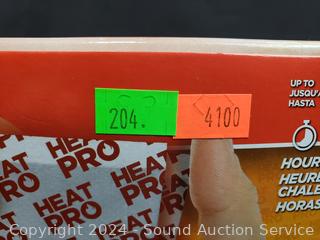 UP TO
JUSQU'À
HASTA
204.
4100
HOUR
HEURE
CHALE
HORAS
HEAT
PRO
HEAT
PRO
HEAT
PRO
HEAT
PRO
HEAT
Copyright 2024 - Sound Auction Service